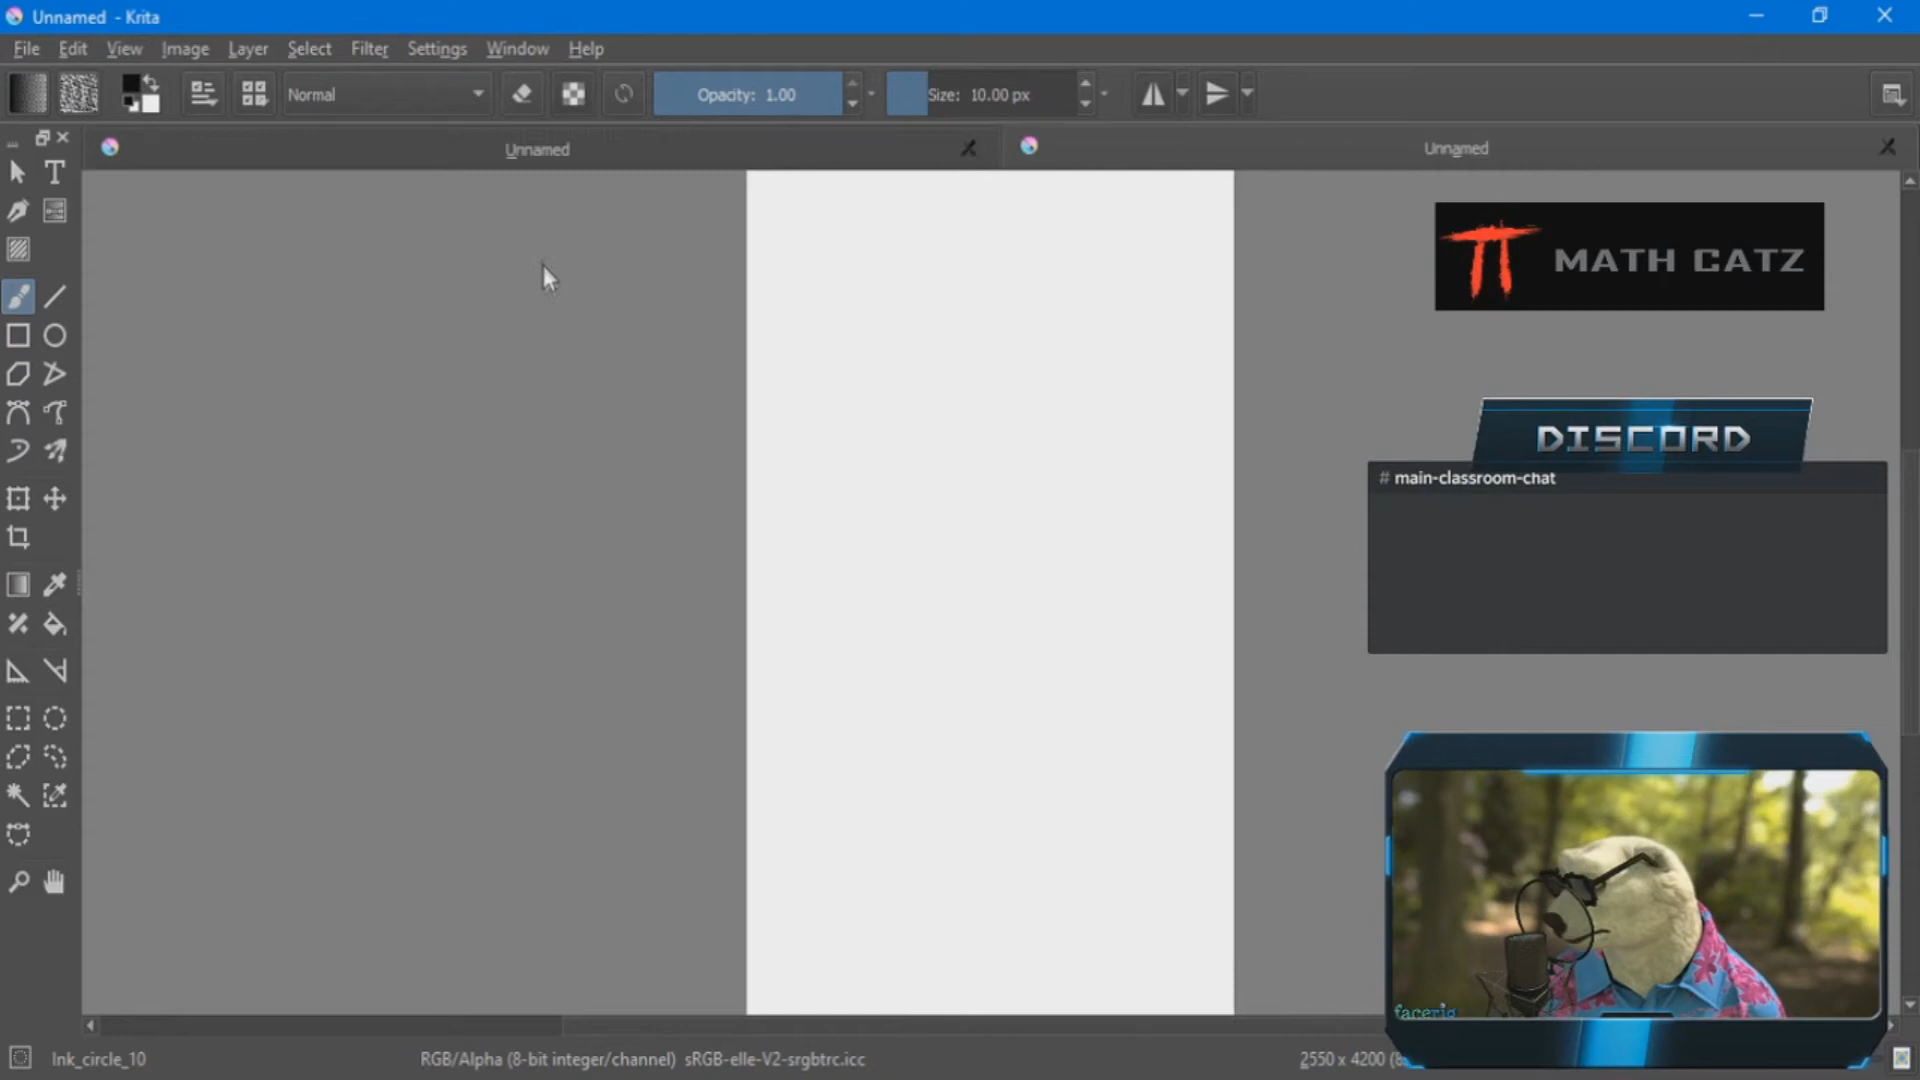 Unnamed - Krita
File Edit View Image Layer Select Filter Settings Window Help
Normal Opacity: 1.00 Size: 10.00 px
Unnamed Unnamed
MATH CATZ
DISCORD
# main-classroom-chat
facerig
Ink_circle_10 RGB/Alpha (8-bit integer/channel) sRGB-elle-V2-srgbtrc.icc 2550 x 4200